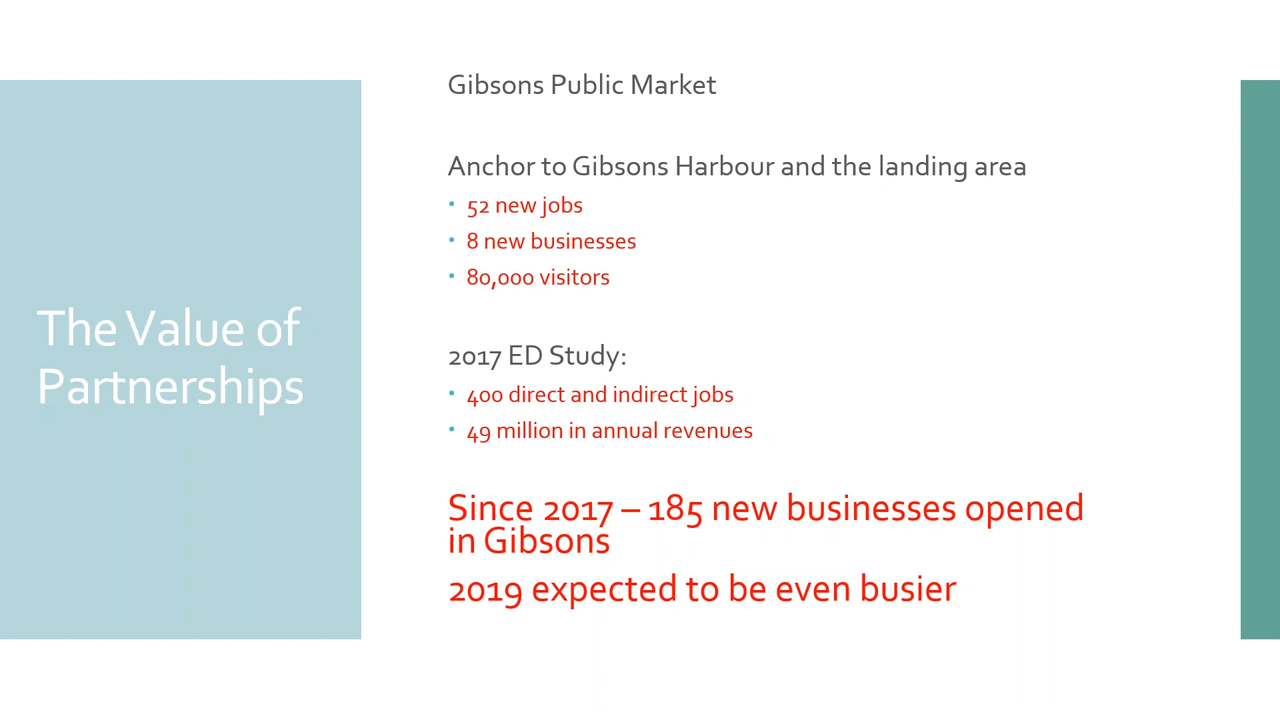 The Value of
Partnerships
Gibsons Public Market
Anchor to Gibsons Harbour and the landing area
• 52 new jobs
• 8 new businesses
• 80,000 visitors
2017 ED Study:
• 400 direct and indirect jobs
• 49 million in annual revenues
Since 2017 – 185 new businesses opened
in Gibsons
2019 expected to be even busier